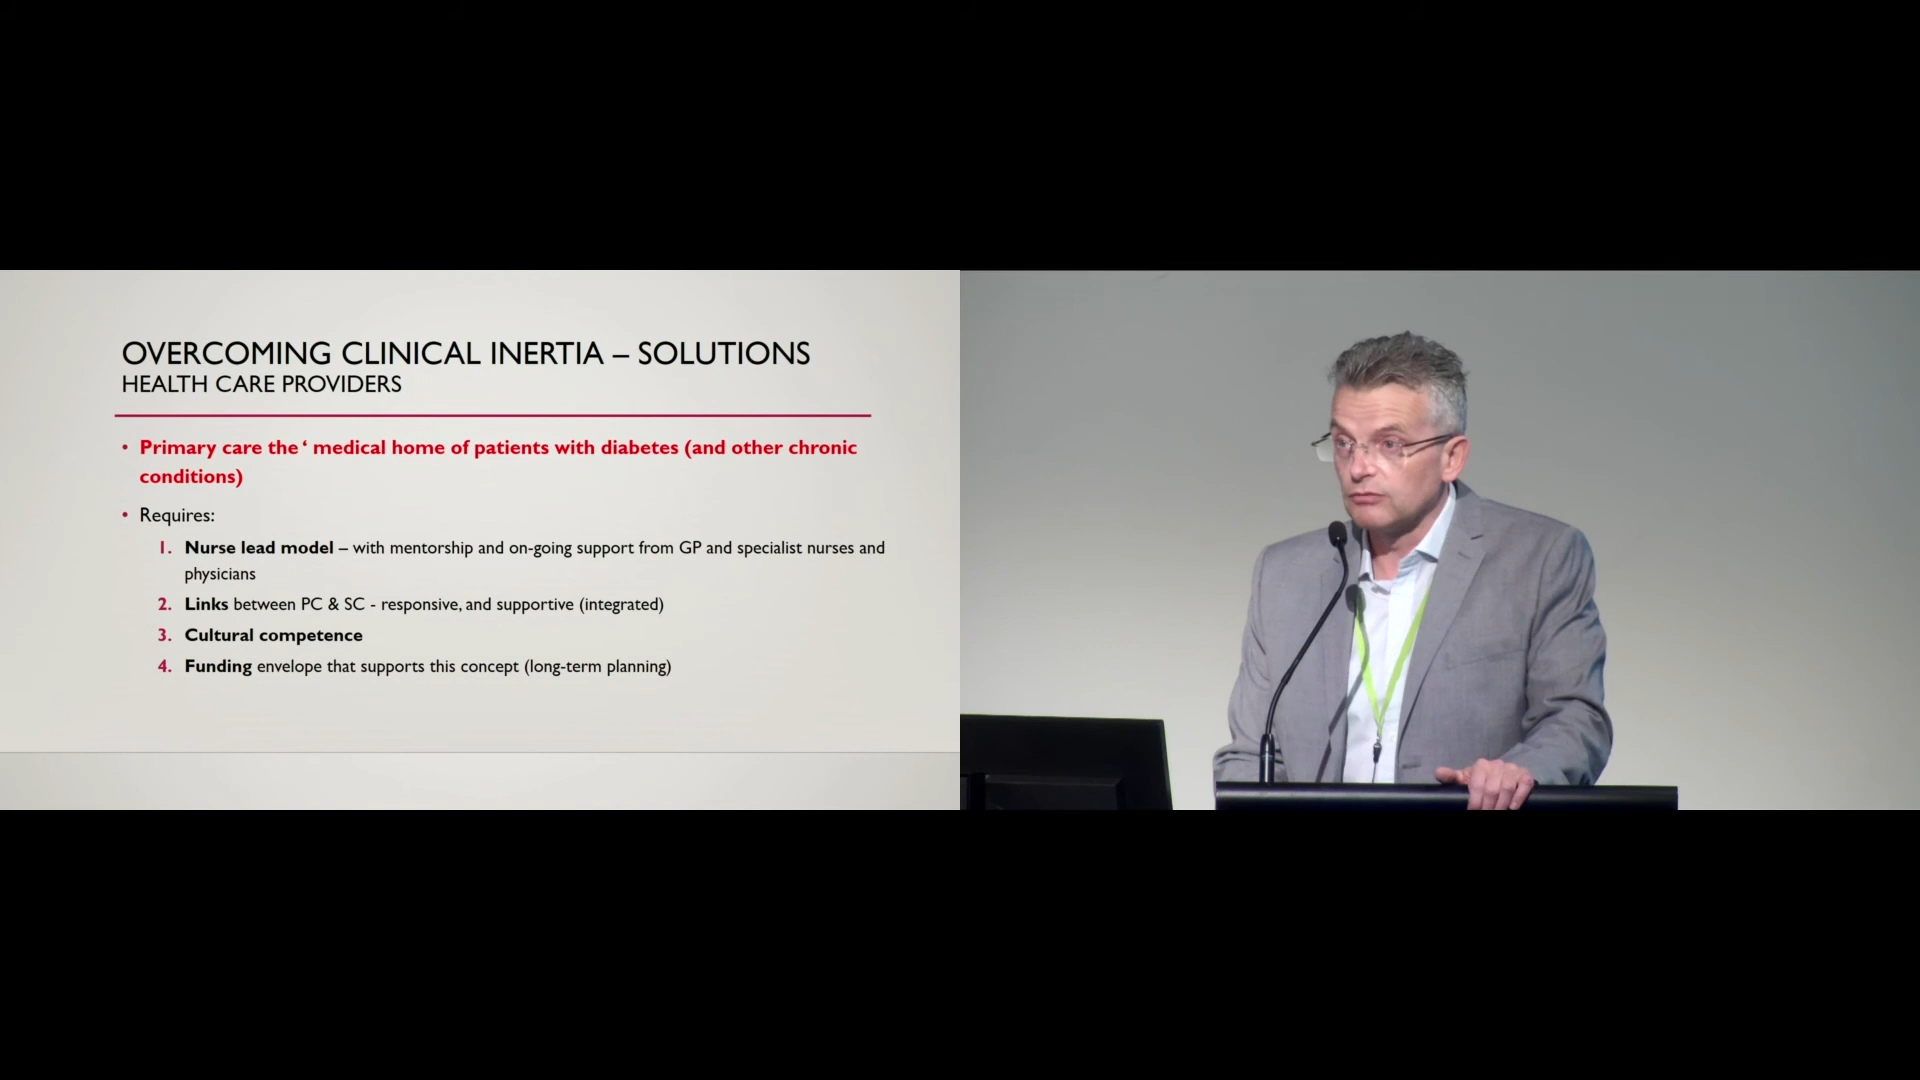 OVERCOMING CLINICAL INERTIA – SOLUTIONS
HEALTH CARE PROVIDERS
• Primary care the ‘ medical home of patients with diabetes (and other chronic
conditions)
• Requires:
1. Nurse lead model – with mentorship and on-going support from GP and specialist nurses and
physicians
2. Links between PC & SC - responsive, and supportive (integrated)
3. Cultural competence
4. Funding envelope that supports this concept (long-term planning)